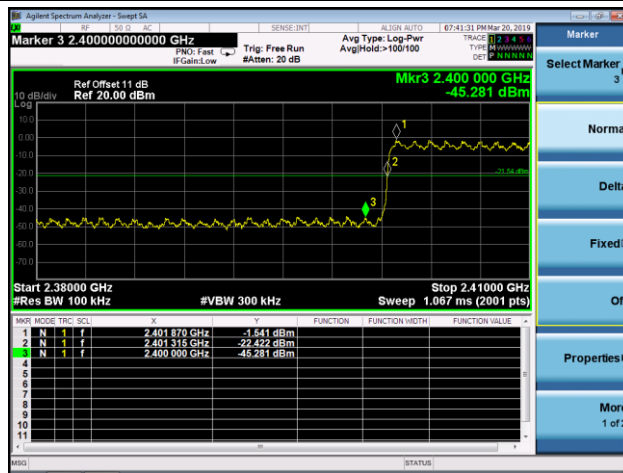 Agilent Spectrum Analyzer - Swept SA
RF 50 Ω AC SENSE:INT ALIGN AUTO 07:41:31 PM Mar 20, 2019
Marker 3 2.400000000000 GHz
PNO: Fast
IFGain:Low
Trig: Free Run
#Atten: 20 dB
Avg Type: Log-Pwr
Avg|Hold:>100/100
TRACE 1 2 3 4 5 6
TYPE M WWWWW
DET P N N N N N
Ref Offset 11 dB
10 dB/div Ref 20.00 dBm
Log
Mkr3 2.400 000 GHz
-45.281 dBm
10.0
0.00
-10.0
-20.0
-30.0
-40.0
-50.0
-60.0
-70.0
1
2
3
-21.54 dBm
Start 2.38000 GHz Stop 2.41000 GHz
#Res BW 100 kHz #VBW 300 kHz Sweep 1.067 ms (2001 pts)
MKR MODE TRC SCL X Y FUNCTION FUNCTION WIDTH FUNCTION VALUE
1 N 1 f 2.401 870 GHz -1.541 dBm
2 N 1 f 2.401 315 GHz -22.422 dBm
3 N 1 f 2.400 000 GHz -45.281 dBm
4
5
6
7
8
9
10
11
MSG STATUS
Marker
Select Marker
3
Norma
Delta
Fixed
Of
Properties
More
1 of 2